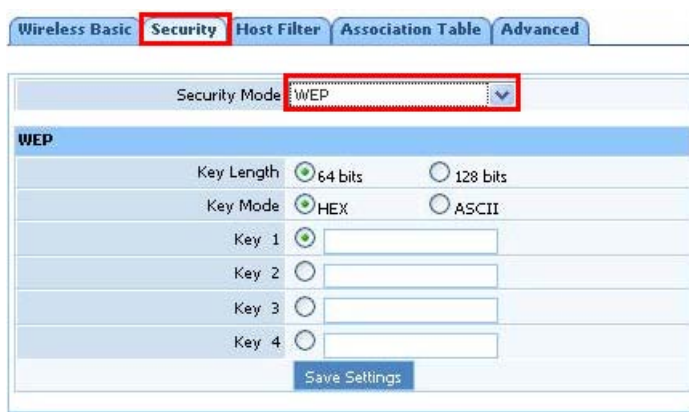 Wireless Basic Security Host Filter Association Table Advanced
Security Mode WEP
WEP
Key Length 64 bits 128 bits
Key Mode HEX ASCII
Key 1
Key 2
Key 3
Key 4
Save Settings